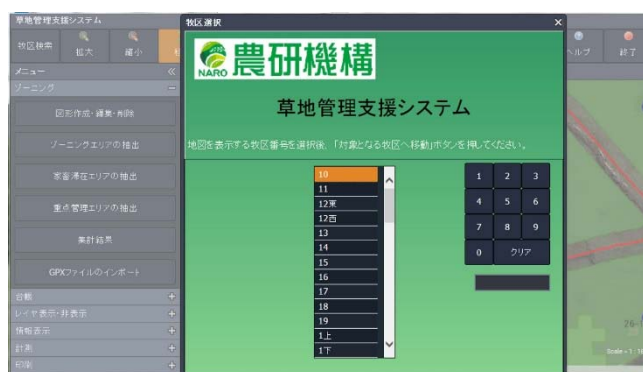 草地管理支援システム
牧区選択
×
牧区検索
拡大
縮小
ヘルプ
終了
メニュー
«
ゾーニング
−
図形作成・編集・削除
ゾーニングエリアの抽出
家畜滞在エリアの抽出
重点管理エリアの抽出
集計結果
GPXファイルのインポート
台帳
+
レイヤ表示・非表示
+
情報表示
+
計測
+
印刷
+
NARO
農研機構
草地管理支援システム
地図を表示する牧区番号を選択後、「対象となる牧区へ移動」ボタンを押してください。
10
11
12東
12西
13
14
15
16
17
18
19
1上
1下
1 2 3
4 5 6
7 8 9
0 クリア
26-
Scale = 1 : 16